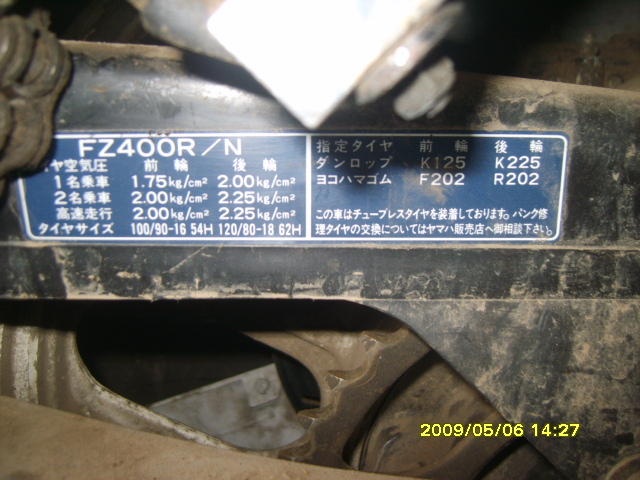 FZ400R/N
イヤ空気圧 前輪 後輪
1名乗車 1.75kg/cm² 2.00kg/cm²
2名乗車 2.00kg/cm² 2.25kg/cm²
高速走行 2.00kg/cm² 2.25kg/cm²
タイヤサイズ 100/90-16 54H 120/80-18 62H
指定タイヤ 前輪 後輪
ダンロップ K125 K225
ヨコハマゴム F202 R202
この車はチューブレスタイヤを装着しております。パンク修
理タイヤの交換についてはヤマハ販売店へ御相談下さい。
2009/05/06 14:27